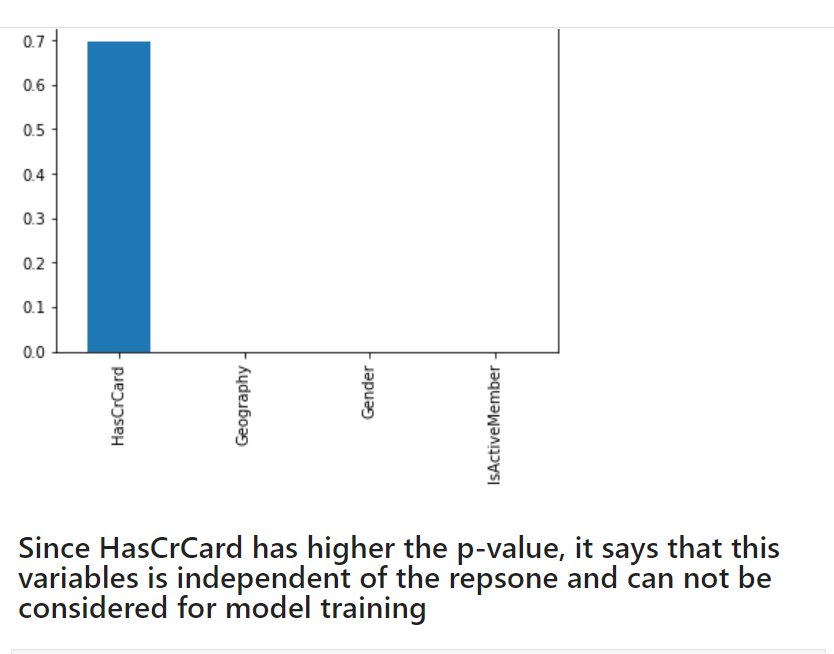 0.7
0.6
0.5
0.4
0.3
0.2
0.1
0.0
HasCrCard
Geography
Gender
IsActiveMember
Since HasCrCard has higher the p-value, it says that this
variables is independent of the repsone and can not be
considered for model training